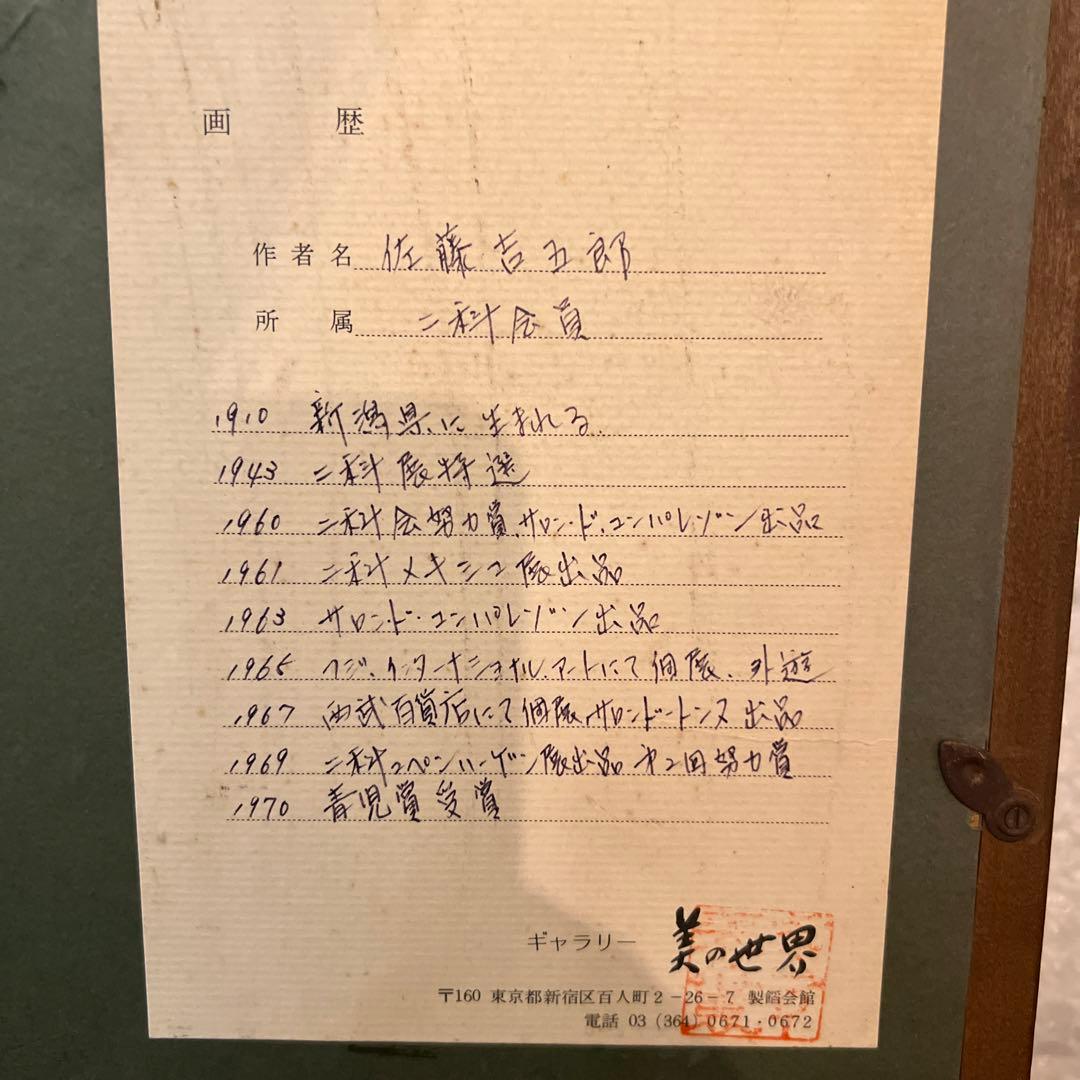 画歴
作者名 佐藤吉五郎
所属 二科会員
1910 新潟県に生まれる.
1943 二科展特選
1960 二科会努力賞、サロン・ド・コンパレゾン出品
1961 二科メキシコ展出品
1963 サロンド・コンパレゾン出品
1965 フジ・インターナショナル・アートにて個展、外遊
1967 西武百貨店にて個展、サロンドートンヌ出品
1969 二科コペンハーゲン展出品 才2回努力賞
1970 青児賞受賞
ギャラリー 美の世界
〒160 東京都新宿区百人町2-26-7 製餡会館
電話 03 (364) 0671・0672